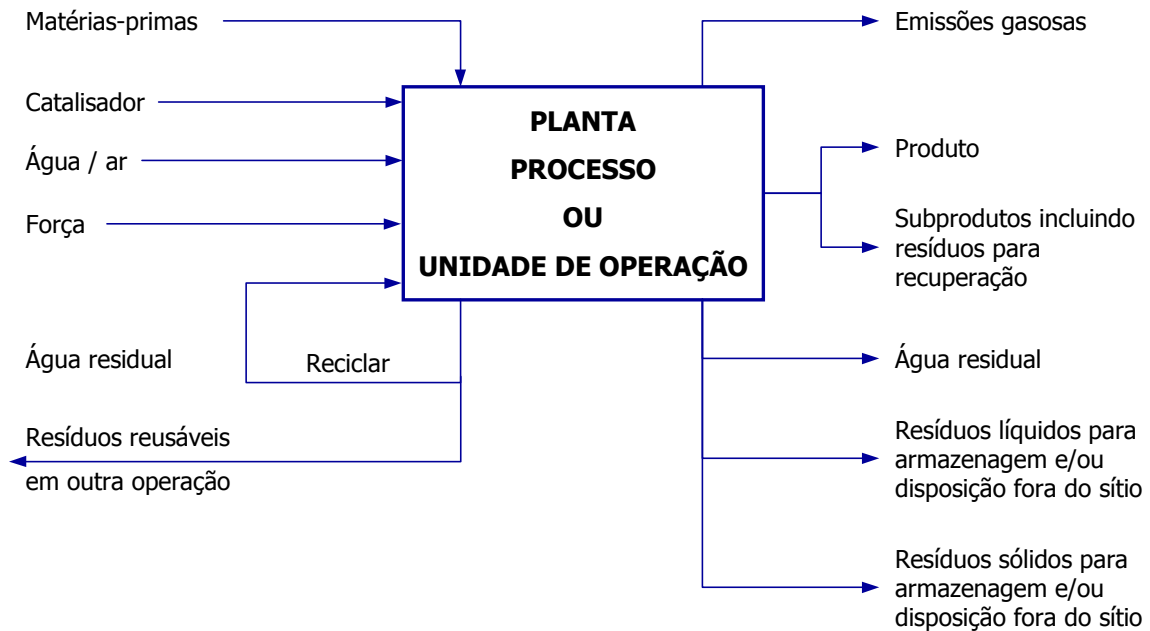 Matérias-primas
Catalisador
Água / ar
Força
Água residual
Reciclar
Resíduos reusáveis
em outra operação
PLANTA
PROCESSO
OU
UNIDADE DE OPERAÇÃO
Emissões gasosas
Produto
Subprodutos incluindo
resíduos para
recuperação
Água residual
Resíduos líquidos para
armazenagem e/ou
disposição fora do sítio
Resíduos sólidos para
armazenagem e/ou
disposição fora do sítio